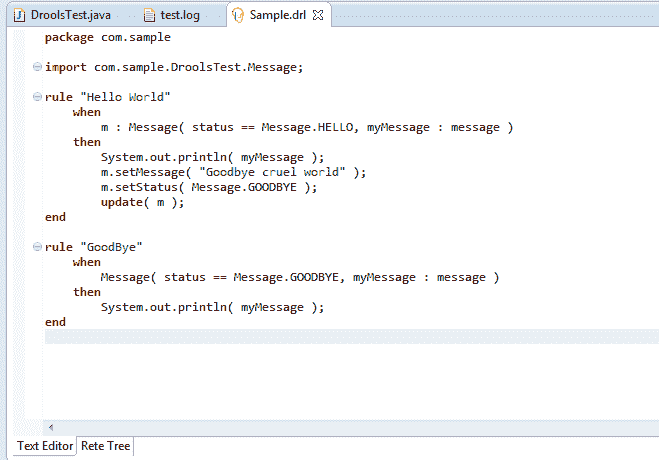 DroolsTest.java test.log Sample.drl
package com.sample
import com.sample.DroolsTest.Message;
rule "Hello World"
when
m : Message( status == Message.HELLO, myMessage : message )
then
System.out.println( myMessage );
m.setMessage( "Goodbye cruel world" );
m.setStatus( Message.GOODBYE );
update( m );
end
rule "GoodBye"
when
Message( status == Message.GOODBYE, myMessage : message )
then
System.out.println( myMessage );
end
Text Editor Rete Tree